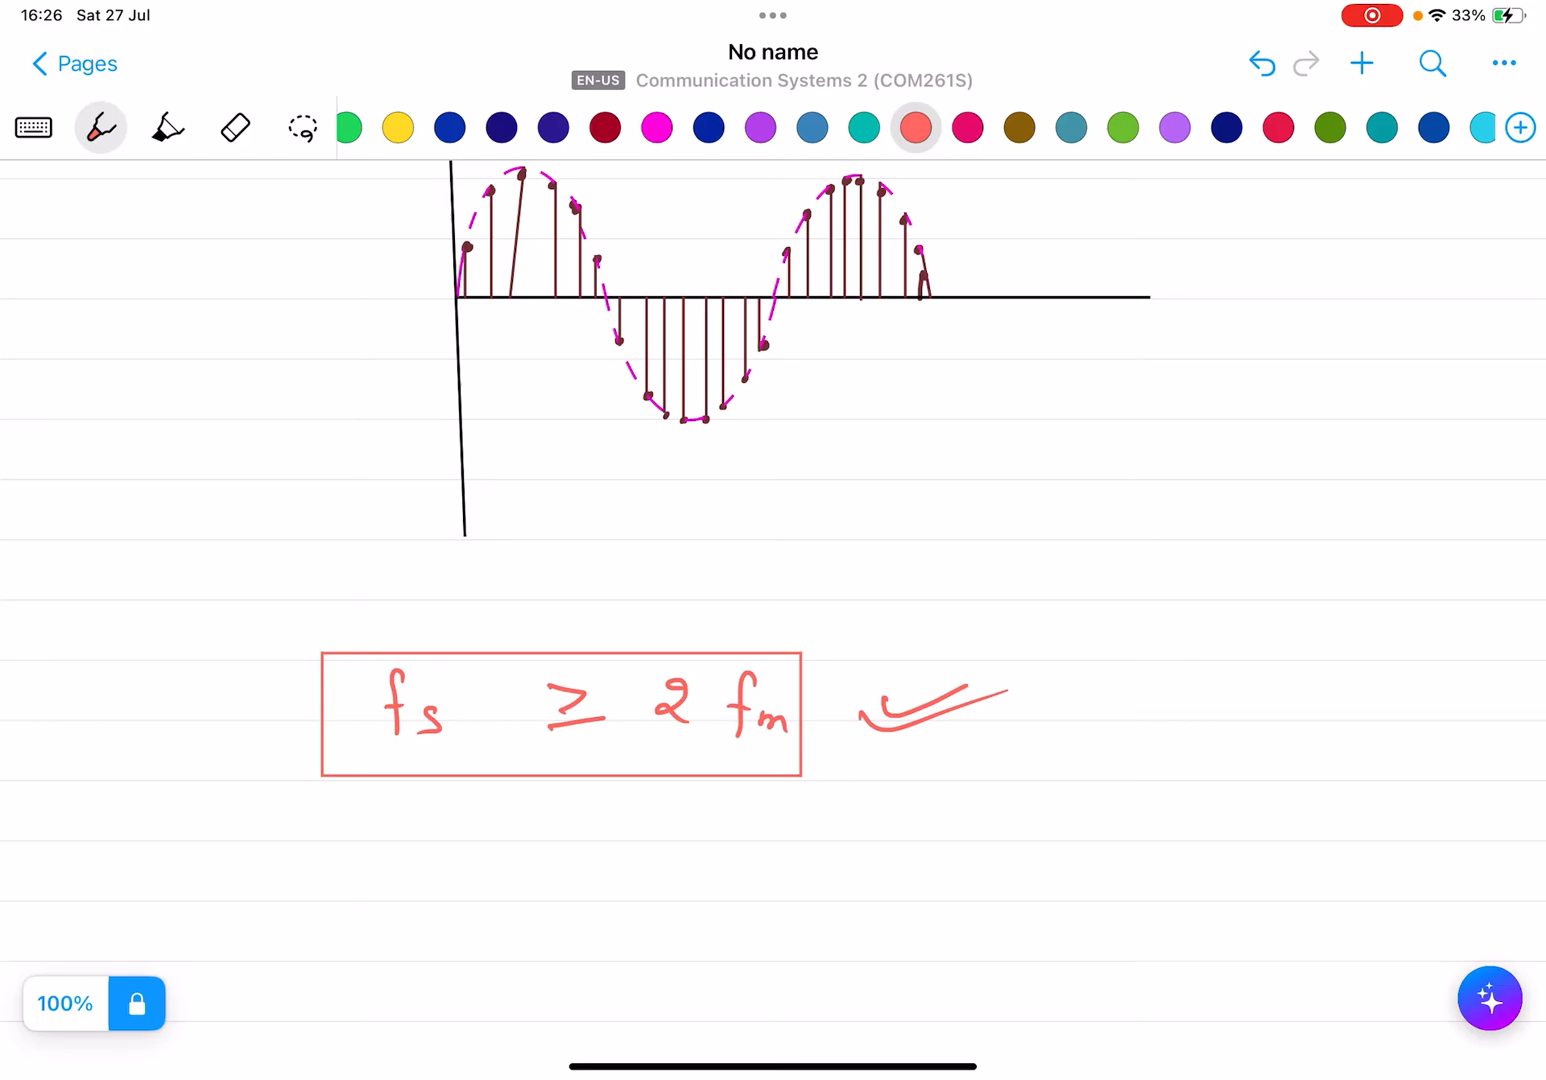 16:26 Sat 27 Jul
33%
Pages
No name
EN-US Communication Systems 2 (COM261S)
fs ≥ 2 fm
100%